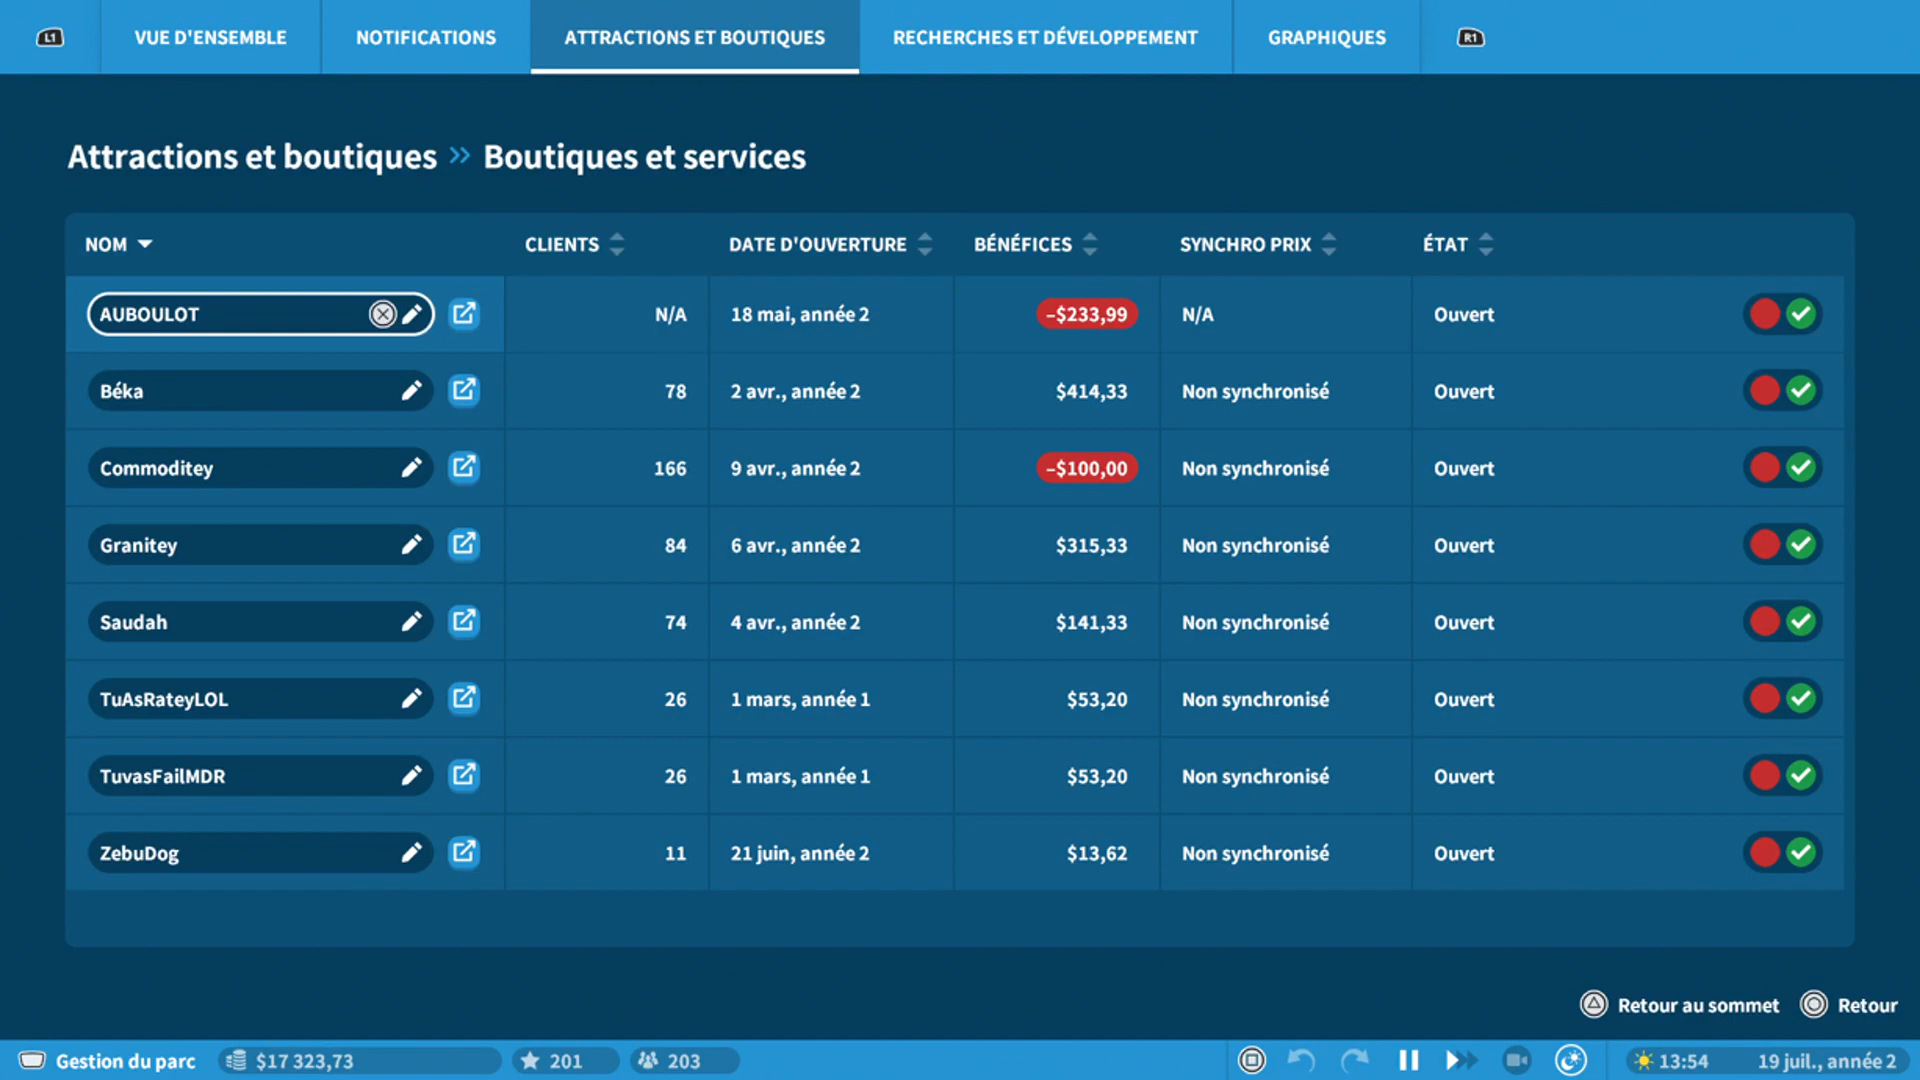 L1 VUE D'ENSEMBLE NOTIFICATIONS ATTRACTIONS ET BOUTIQUES RECHERCHES ET DÉVELOPPEMENT GRAPHIQUES R1
Attractions et boutiques » Boutiques et services
NOM CLIENTS DATE D'OUVERTURE BÉNÉFICES SYNCHRO PRIX ÉTAT
AUBOULOT N/A 18 mai, année 2 –$233,99 N/A Ouvert
Béka 78 2 avr., année 2 $414,33 Non synchronisé Ouvert
Commoditey 166 9 avr., année 2 –$100,00 Non synchronisé Ouvert
Granitey 84 6 avr., année 2 $315,33 Non synchronisé Ouvert
Saudah 74 4 avr., année 2 $141,33 Non synchronisé Ouvert
TuAsRateyLOL 26 1 mars, année 1 $53,20 Non synchronisé Ouvert
TuvasFailMDR 26 1 mars, année 1 $53,20 Non synchronisé Ouvert
ZebuDog 11 21 juin, année 2 $13,62 Non synchronisé Ouvert
Retour au sommet Retour
Gestion du parc $17 323,73 201 203 13:54 19 juil., année 2